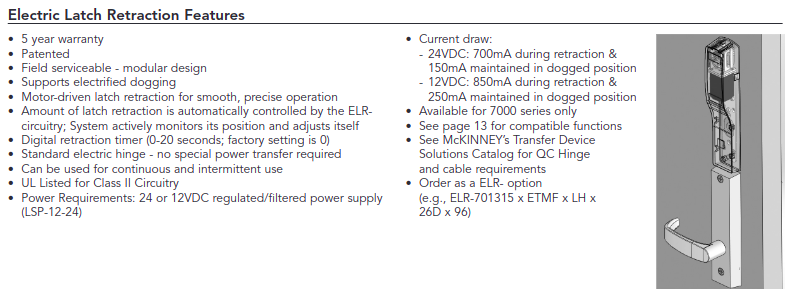 Electric Latch Retraction Features
• 5 year warranty
• Patented
• Field serviceable - modular design
• Supports electrified dogging
• Motor-driven latch retraction for smooth, precise operation
• Amount of latch retraction is automatically controlled by the ELR-
circuitry; System actively monitors its position and adjusts itself
• Digital retraction timer (0-20 seconds; factory setting is 0)
• Standard electric hinge - no special power transfer required
• Can be used for continuous and intermittent use
• UL Listed for Class II Circuitry
• Power Requirements: 24 or 12VDC regulated/filtered power supply
(LSP-12-24)
• Current draw:
- 24VDC: 700mA during retraction &
150mA maintained in dogged position
- 12VDC: 850mA during retraction &
250mA maintained in dogged position
• Available for 7000 series only
• See page 13 for compatible functions
• See McKINNEY's Transfer Device
Solutions Catalog for QC Hinge
and cable requirements
• Order as a ELR- option
(e.g., ELR-701315 x ETMF x LH x
26D x 96)